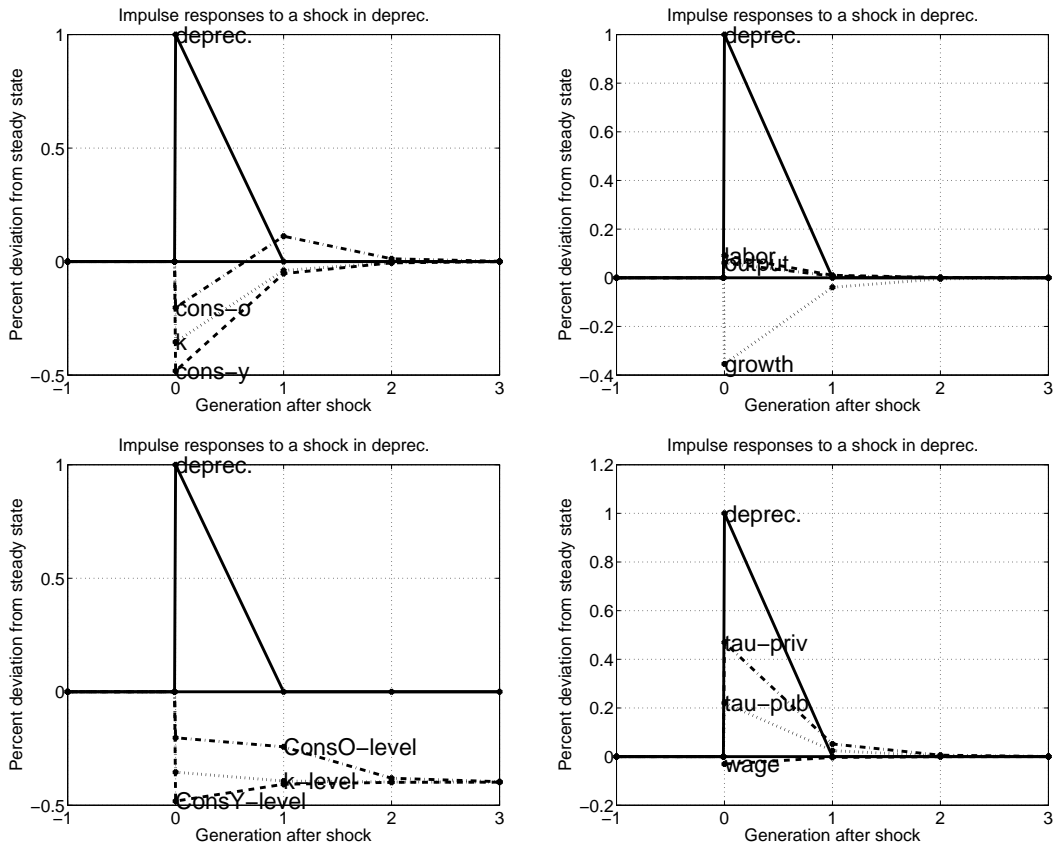 Impulse responses to a shock in deprec.
Percent deviation from steady state
1
0.5
0
−0.5
deprec.
cons−o
k
cons−y
−1 0 1 2 3
Generation after shock
Impulse responses to a shock in deprec.
Percent deviation from steady state
1
0.8
0.6
0.4
0.2
0
−0.2
−0.4
deprec.
labor
output
growth
−1 0 1 2 3
Generation after shock
Impulse responses to a shock in deprec.
Percent deviation from steady state
1
0.5
0
−0.5
deprec.
ConsO−level
k−level
ConsY−level
−1 0 1 2 3
Generation after shock
Impulse responses to a shock in deprec.
Percent deviation from steady state
1.2
1
0.8
0.6
0.4
0.2
0
−0.2
deprec.
tau−priv
tau−pub
wage
−1 0 1 2 3
Generation after shock